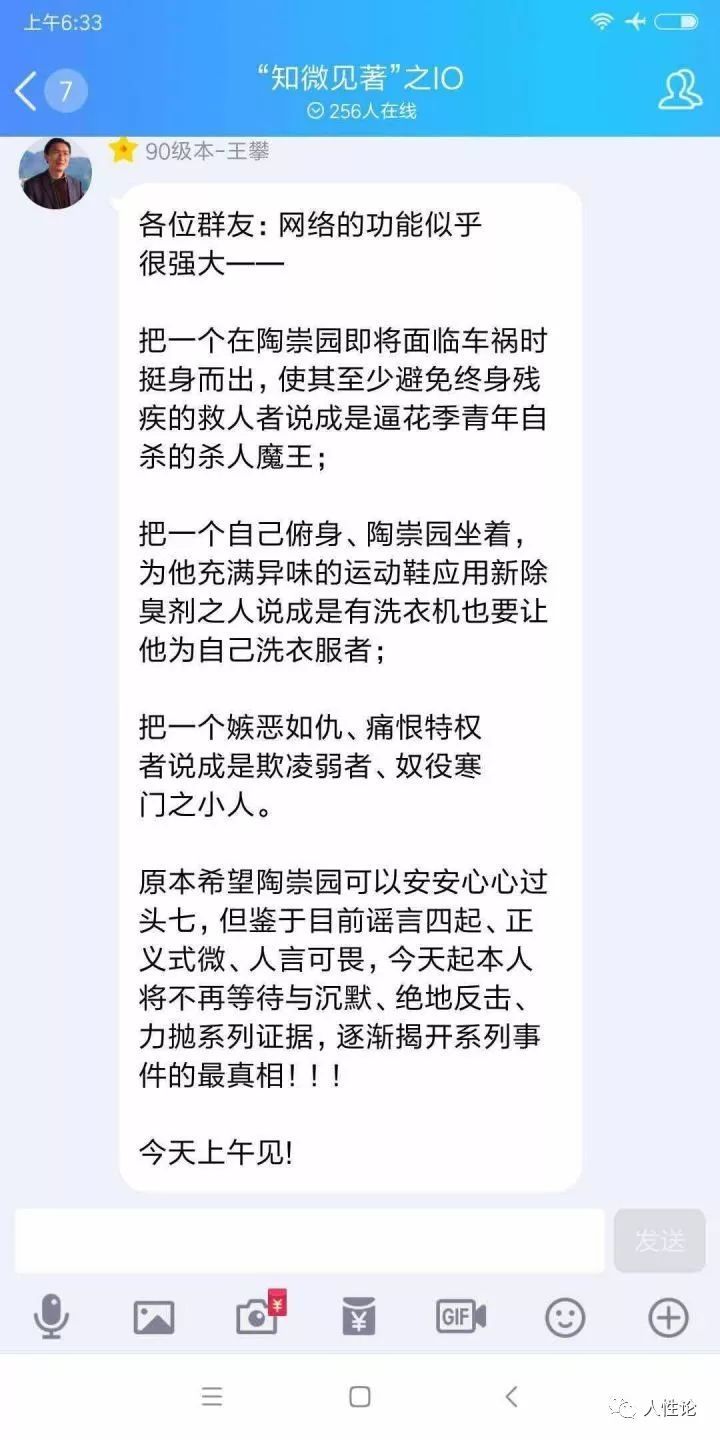 上午6:33
7
“知微见著”之IO
256人在线
90级本-王攀
各位群友：网络的功能似乎
很强大——
把一个在陶崇园即将面临车祸时
挺身而出，使其至少避免终身残
疾的救人者说成是逼花季青年自
杀的杀人魔王；
把一个自己俯身、陶崇园坐着，
为他充满异味的运动鞋应用新除
臭剂之人说成是有洗衣机也要让
他为自己洗衣服者；
把一个嫉恶如仇、痛恨特权
者说成是欺凌弱者、奴役寒
门之小人。
原本希望陶崇园可以安安心心过
头七，但鉴于目前谣言四起、正
义式微、人言可畏，今天起本人
将不再等待与沉默、绝地反击、
力抛系列证据，逐渐揭开系列事
件的最真相！！！
今天上午见!
发送
¥
¥
GIF
人性论